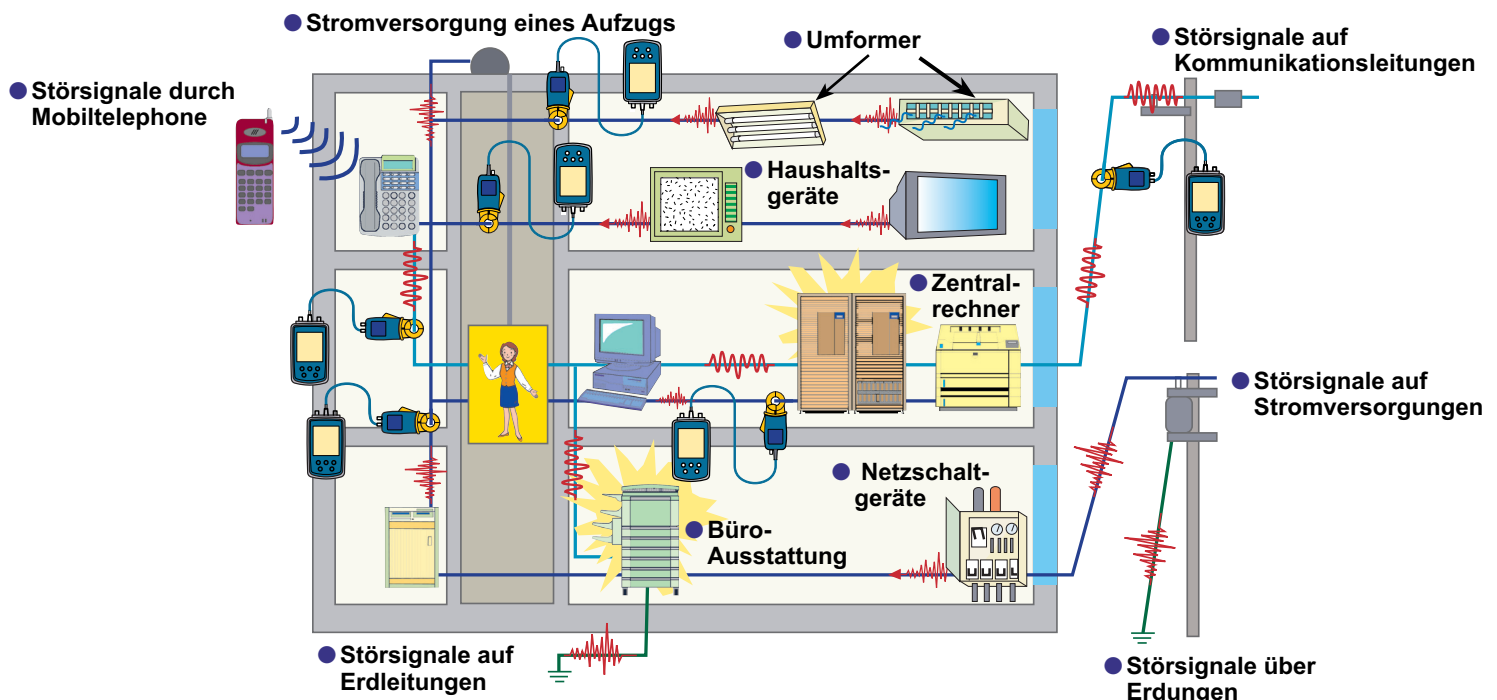 Stromversorgung eines Aufzugs
Umformer
Störsignale auf
Kommunikationsleitungen
Störsignale durch
Mobiltelephone
Haushalts-
geräte
Zentral-
rechner
Störsignale auf
Stromversorgungen
Netzschalt-
geräte
Büro-
Ausstattung
Störsignale auf
Erdleitungen
Störsignale über
Erdungen